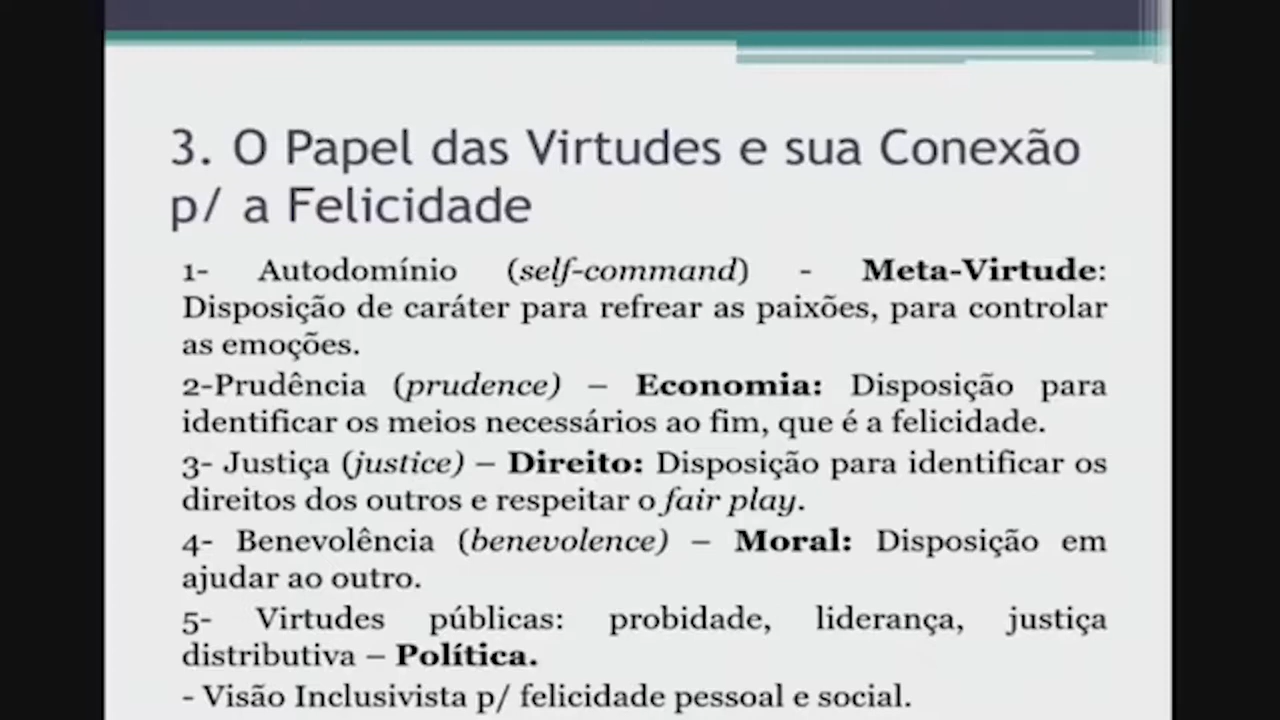 3. O Papel das Virtudes e sua Conexão
p/ a Felicidade
1- Autodomínio (self-command) - Meta-Virtude:
Disposição de caráter para refrear as paixões, para controlar
as emoções.
2-Prudência (prudence) – Economia: Disposição para
identificar os meios necessários ao fim, que é a felicidade.
3- Justiça (justice) – Direito: Disposição para identificar os
direitos dos outros e respeitar o fair play.
4- Benevolência (benevolence) – Moral: Disposição em
ajudar ao outro.
5- Virtudes públicas: probidade, liderança, justiça
distributiva – Política.
- Visão Inclusivista p/ felicidade pessoal e social.